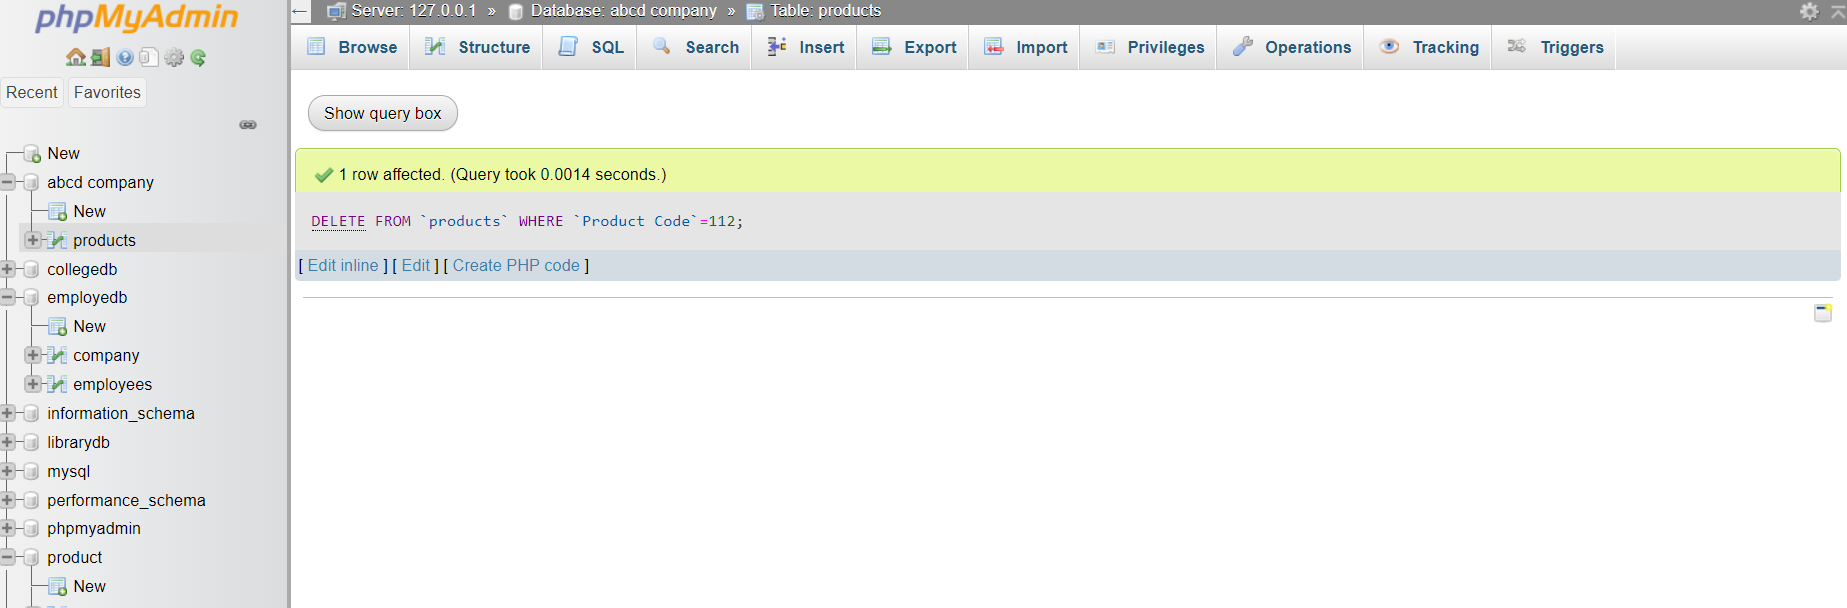 phpMyAdmin
Recent Favorites
New
abcd company
New
products
collegedb
employedb
New
company
employees
information_schema
librarydb
mysql
performance_schema
phpmyadmin
product
New
Server: 127.0.0.1 » Database: abcd company » Table: products
Browse Structure SQL Search Insert Export Import Privileges Operations Tracking Triggers
Show query box
1 row affected. (Query took 0.0014 seconds.)
DELETE FROM `products` WHERE `Product Code`=112;
[ Edit inline ] [ Edit ] [ Create PHP code ]